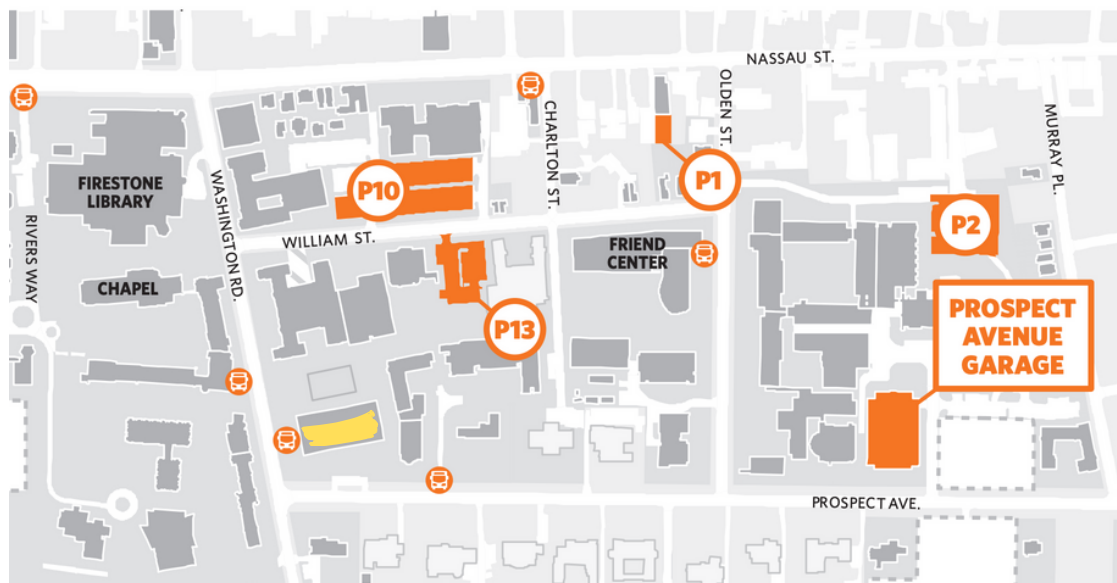 NASSAU ST.
CHARLTON ST.
OLDEN ST.
MURRAY PL.
FIRESTONE
LIBRARY
P10
P1
P2
WASHINGTON RD.
RIVERS WAY
WILLIAM ST.
FRIEND
CENTER
CHAPEL
P13
PROSPECT
AVENUE
GARAGE
PROSPECT AVE.